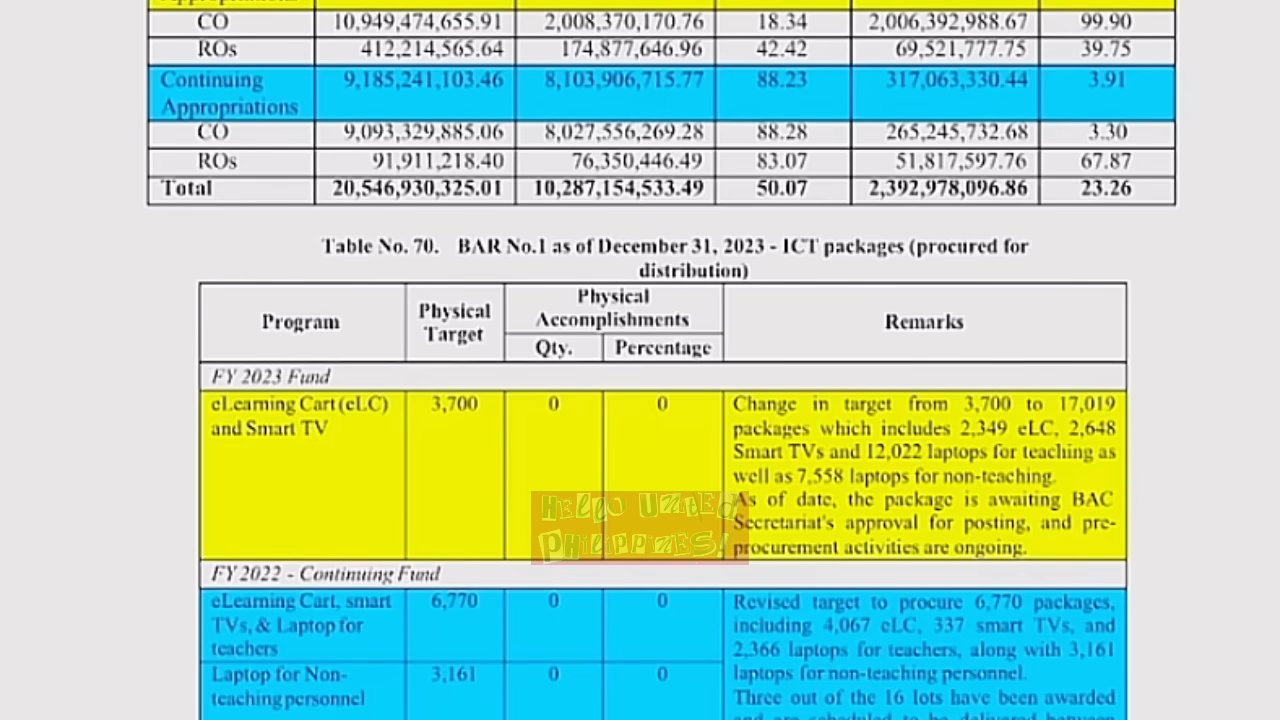 CO 10,949,474,655.91 2,008,370,170.76 18.34 2,006,392,988.67 99.90
ROs 412,214,565.64 174,877,646.96 42.42 69,521,777.75 39.75
Continuing Appropriations 9,185,241,103.46 8,103,906,715.77 88.23 317,063,330.44 3.91
CO 9,093,329,885.06 8,027,556,269.28 88.28 265,245,732.68 3.30
ROs 91,911,218.40 76,350,446.49 83.07 51,817,597.76 67.87
Total 20,546,930,325.01 10,287,154,533.49 50.07 2,392,978,096.86 23.26
Table No. 70. BAR No.1 as of December 31, 2023 - ICT packages (procured for
distribution)
Program
Physical
Target
Physical
Accomplishments
Qty. Percentage
Remarks
FY 2023 Fund
eLearning Cart (eLC)
and Smart TV
3,700 0 0
Change in target from 3,700 to 17,019
packages which includes 2,349 eLC, 2,648
Smart TVs and 12,022 laptops for teaching as
well as 7,558 laptops for non-teaching.
As of date, the package is awaiting BAC
Secretariat's approval for posting, and pre-
procurement activities are ongoing.
Hello United
Philippines!
FY 2022 - Continuing Fund
eLearning Cart, smart
TVs, & Laptop for
teachers
6,770 0 0
Laptop for Non-
teaching personnel
3,161 0 0
Revised target to procure 6,770 packages,
including 4,067 eLC, 337 smart TVs, and
2,366 laptops for teachers, along with 3,161
laptops for non-teaching personnel.
Three out of the 16 lots have been awarded